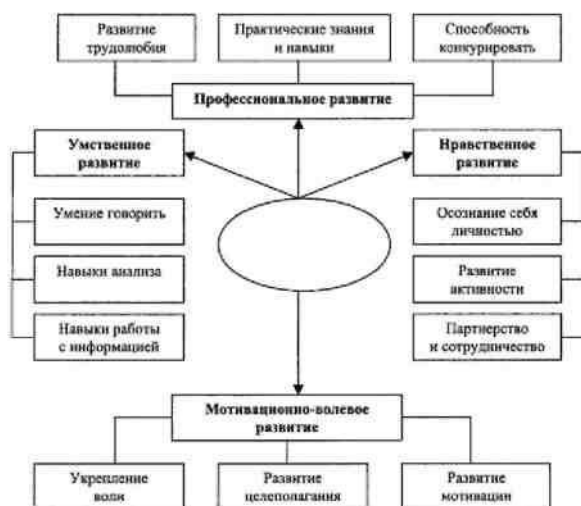 Развитие
трудолюбия
Практические знания
и навыки
Способность
конкурировать
Профессиональное развитие
Умственное
развитие
Нравственное
развитие
Умение говорить
Осознание себя
личностью
Навыки анализа
Развитие
активности
Навыки работы
с информацией
Партнерство
и сотрудничество
Мотивационно-волевое
развитие
Укрепление
воли
Развитие
целеполагания
Развитие
мотивации